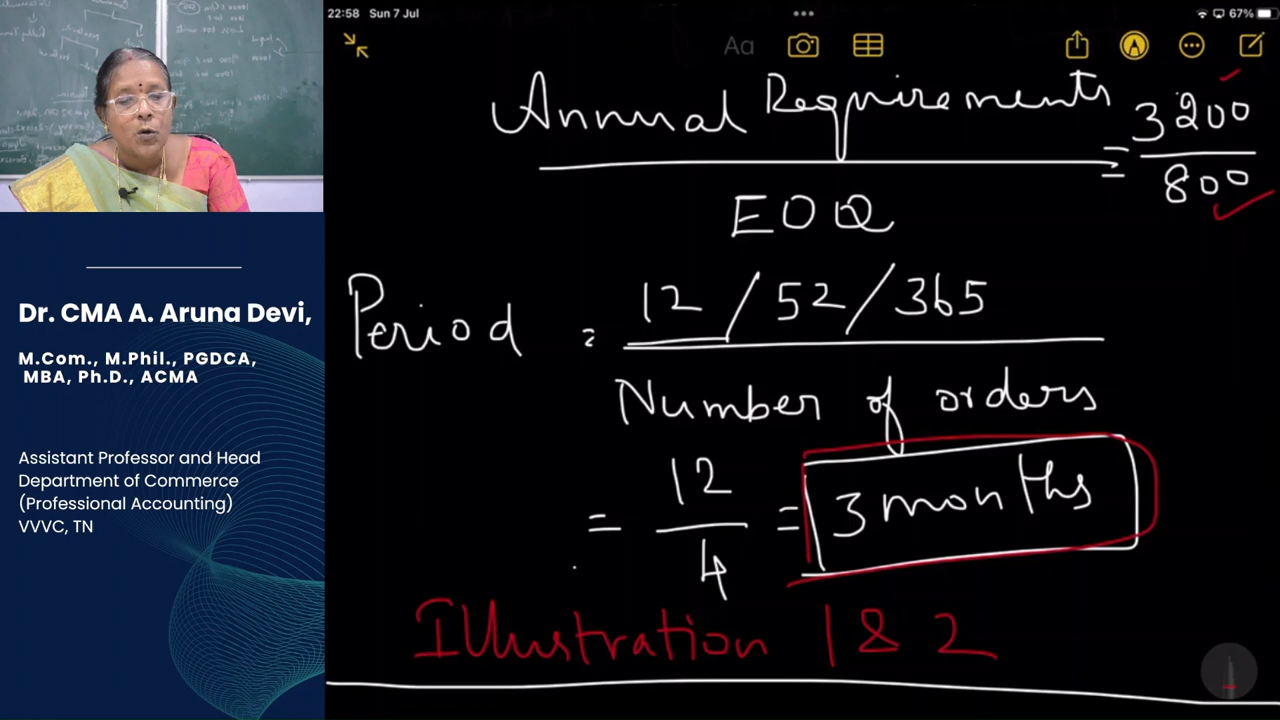 22:58 Sun 7 Jul
67%
Aa
Annual Requirements = 3200
EOQ 800
Period = 12 / 52 / 365
Number of orders
= 12 = 3 months
4
Illustration 1 & 2
Dr. CMA A. Aruna Devi,
M.Com., M.Phil., PGDCA,
MBA, Ph.D., ACMA
Assistant Professor and Head
Department of Commerce
(Professional Accounting)
VVVC, TN